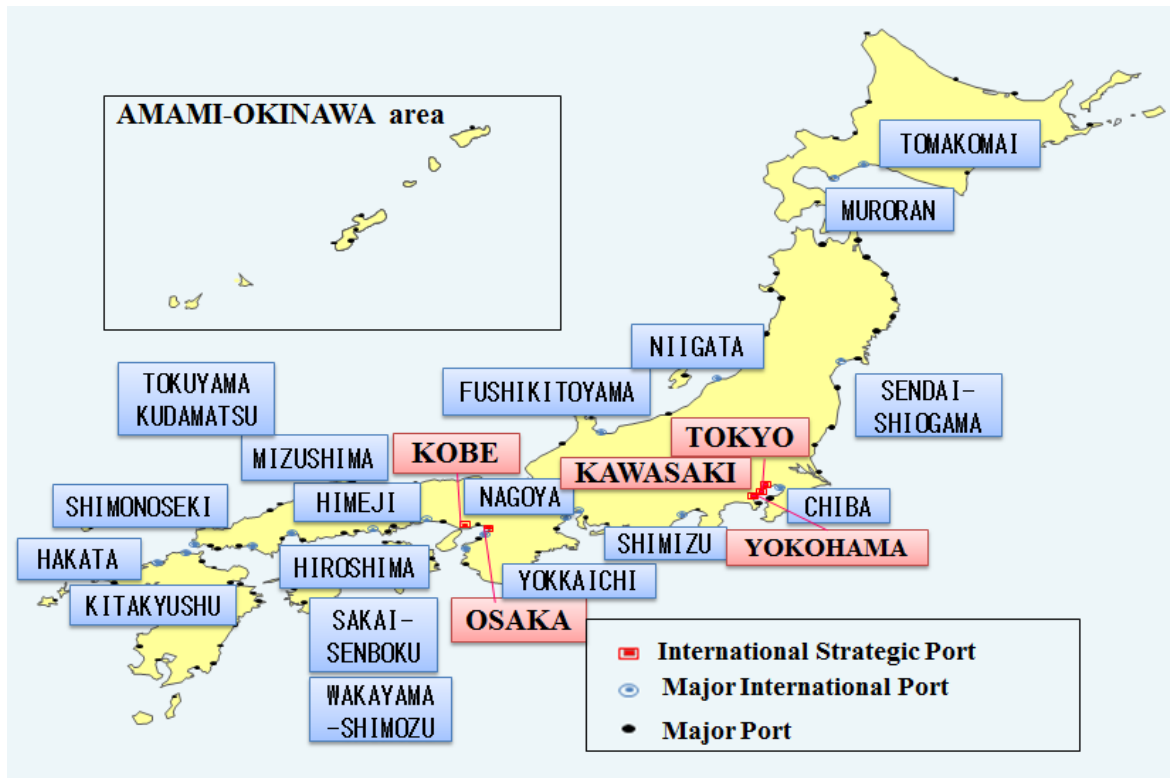 AMAMI-OKINAWA area
TOMAKOMAI
MURORAN
NIIGATA
FUSHIKITOYAMA
TOKUYAMA
KUDAMATSU
SENDAI-
SHIOGAMA
TOKYO
KOBE
MIZUSHIMA
KAWASAKI
NAGOYA
HIMEJI
SHIMONOSEKI
CHIBA
SHIMIZU
YOKOHAMA
HAKATA
HIROSHIMA
YOKKAICHI
KITAKYUSHU
OSAKA
SAKAI-
SENBOKU
WAKAYAMA
-SHIMOZU
International Strategic Port
Major International Port
Major Port